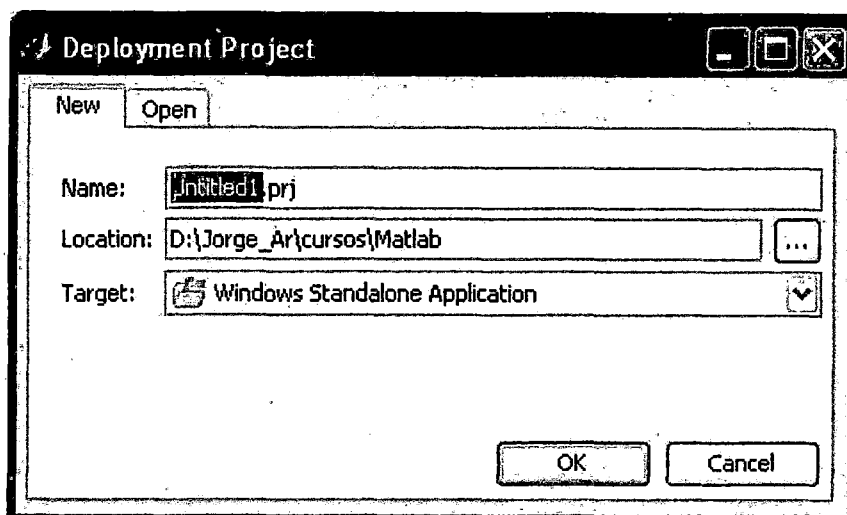 Deployment Project
New Open
Name: Untitled1.prj
Location: D:\Jorge_Ar\cursos\Matlab ...
Target: Windows Standalone Application
OK Cancel